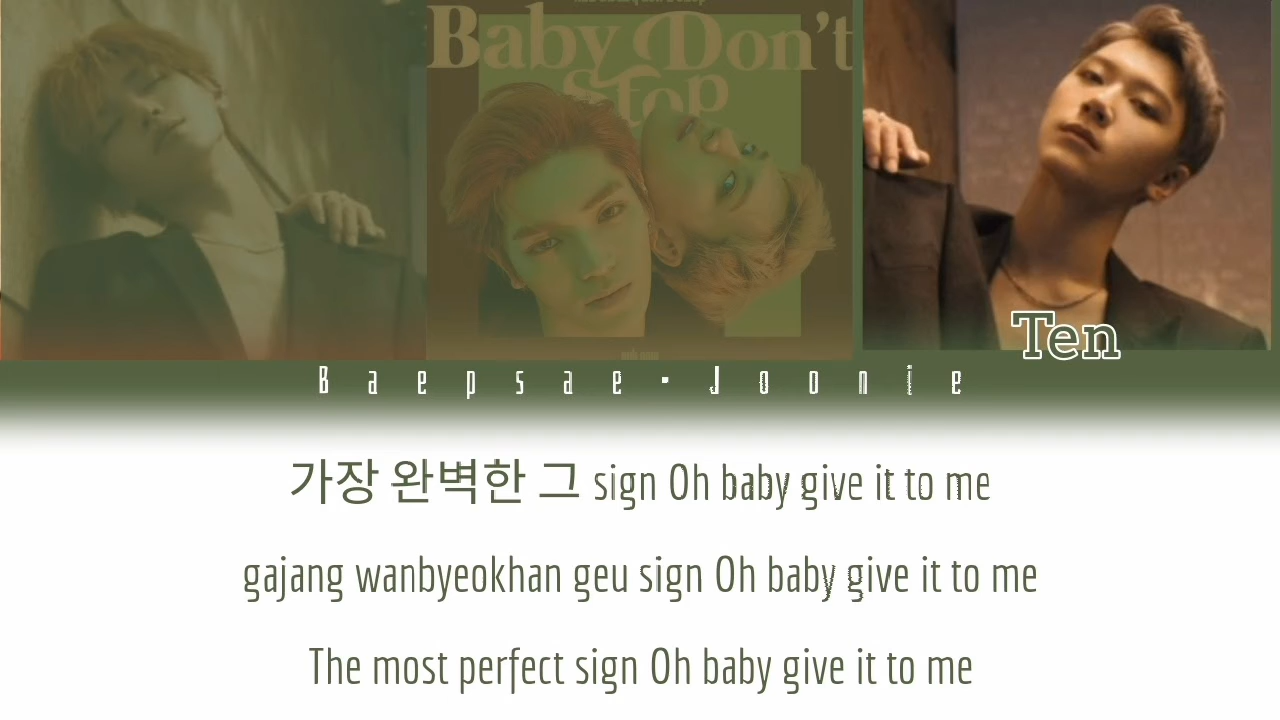 Baby Don't
Stop
Ten
Baepsae·Joonie
가장 완벽한 그 sign Oh baby give it to me
gajang wanbyeokhan geu sign Oh baby give it to me
The most perfect sign Oh baby give it to me